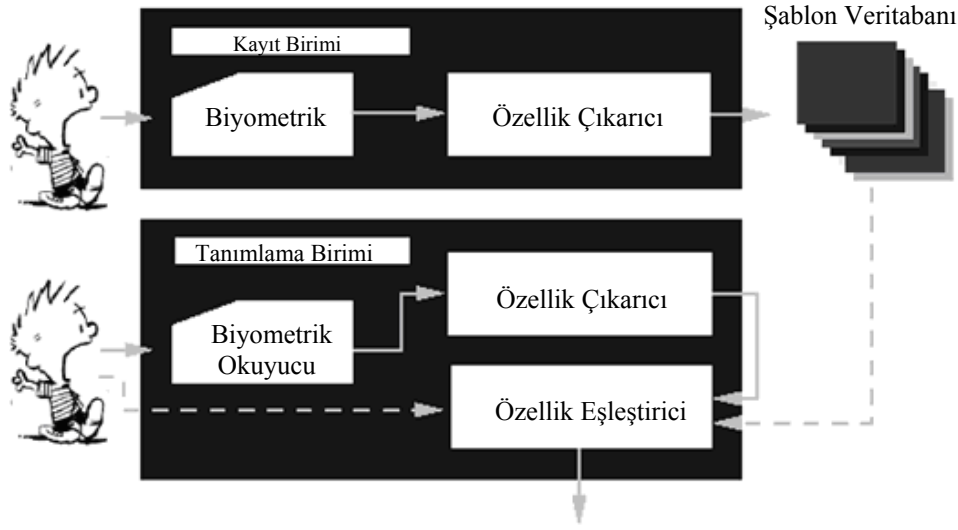 Şablon Veritabanı
Kayıt Birimi
Biyometrik
Özellik Çıkarıcı
Tanımlama Birimi
Özellik Çıkarıcı
Biyometrik
Okuyucu
Özellik Eşleştirici